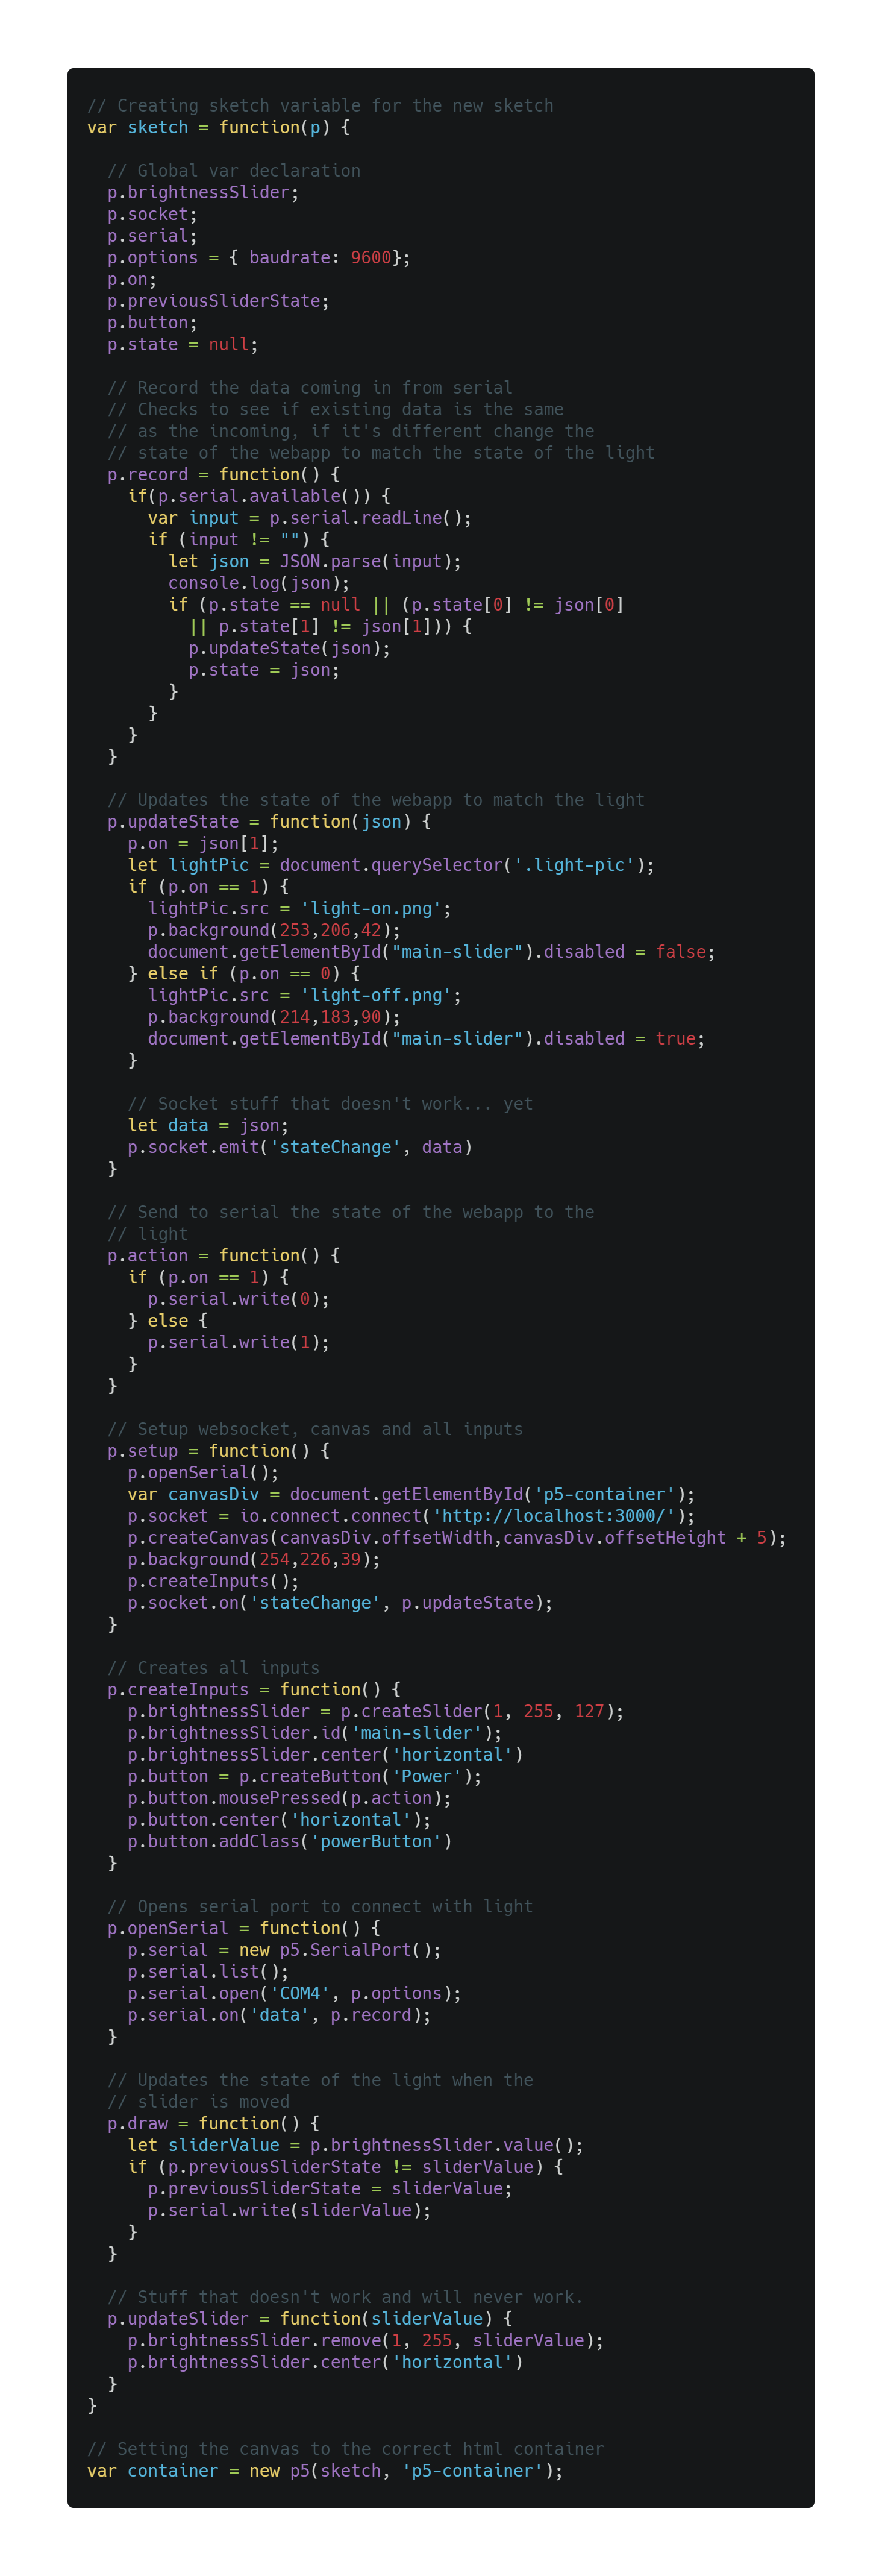 // Creating sketch variable for the new sketch
var sketch = function(p) {

  // Global var declaration
  p.brightnessSlider;
  p.socket;
  p.serial;
  p.options = { baudrate: 9600};
  p.on;
  p.previousSliderState;
  p.button;
  p.state = null;

  // Record the data coming in from serial
  // Checks to see if existing data is the same
  // as the incoming, if it's different change the
  // state of the webapp to match the state of the light
  p.record = function() {
    if(p.serial.available()) {
      var input = p.serial.readLine();
      if (input != "") {
        let json = JSON.parse(input);
        console.log(json);
        if (p.state == null || (p.state[0] != json[0]
          || p.state[1] != json[1])) {
          p.updateState(json);
          p.state = json;
        }
      }
    }
  }

  // Updates the state of the webapp to match the light
  p.updateState = function(json) {
    p.on = json[1];
    let lightPic = document.querySelector('.light-pic');
    if (p.on == 1) {
      lightPic.src = 'light-on.png';
      p.background(253,206,42);
      document.getElementById("main-slider").disabled = false;
    } else if (p.on == 0) {
      lightPic.src = 'light-off.png';
      p.background(214,183,90);
      document.getElementById("main-slider").disabled = true;
    }

    // Socket stuff that doesn't work... yet
    let data = json;
    p.socket.emit('stateChange', data)
  }

  // Send to serial the state of the webapp to the
  // light
  p.action = function() {
    if (p.on == 1) {
      p.serial.write(0);
    } else {
      p.serial.write(1);
    }
  }

  // Setup websocket, canvas and all inputs
  p.setup = function() {
    p.openSerial();
    var canvasDiv = document.getElementById('p5-container');
    p.socket = io.connect.connect('http://localhost:3000/');
    p.createCanvas(canvasDiv.offsetWidth,canvasDiv.offsetHeight + 5);
    p.background(254,226,39);
    p.createInputs();
    p.socket.on('stateChange', p.updateState);
  }

  // Creates all inputs
  p.createInputs = function() {
    p.brightnessSlider = p.createSlider(1, 255, 127);
    p.brightnessSlider.id('main-slider');
    p.brightnessSlider.center('horizontal')
    p.button = p.createButton('Power');
    p.button.mousePressed(p.action);
    p.button.center('horizontal');
    p.button.addClass('powerButton')
  }

  // Opens serial port to connect with light
  p.openSerial = function() {
    p.serial = new p5.SerialPort();
    p.serial.list();
    p.serial.open('COM4', p.options);
    p.serial.on('data', p.record);
  }

  // Updates the state of the light when the
  // slider is moved
  p.draw = function() {
    let sliderValue = p.brightnessSlider.value();
    if (p.previousSliderState != sliderValue) {
      p.previousSliderState = sliderValue;
      p.serial.write(sliderValue);
    }
  }

  // Stuff that doesn't work and will never work.
  p.updateSlider = function(sliderValue) {
    p.brightnessSlider.remove(1, 255, sliderValue);
    p.brightnessSlider.center('horizontal')
  }
}

// Setting the canvas to the correct html container
var container = new p5(sketch, 'p5-container');